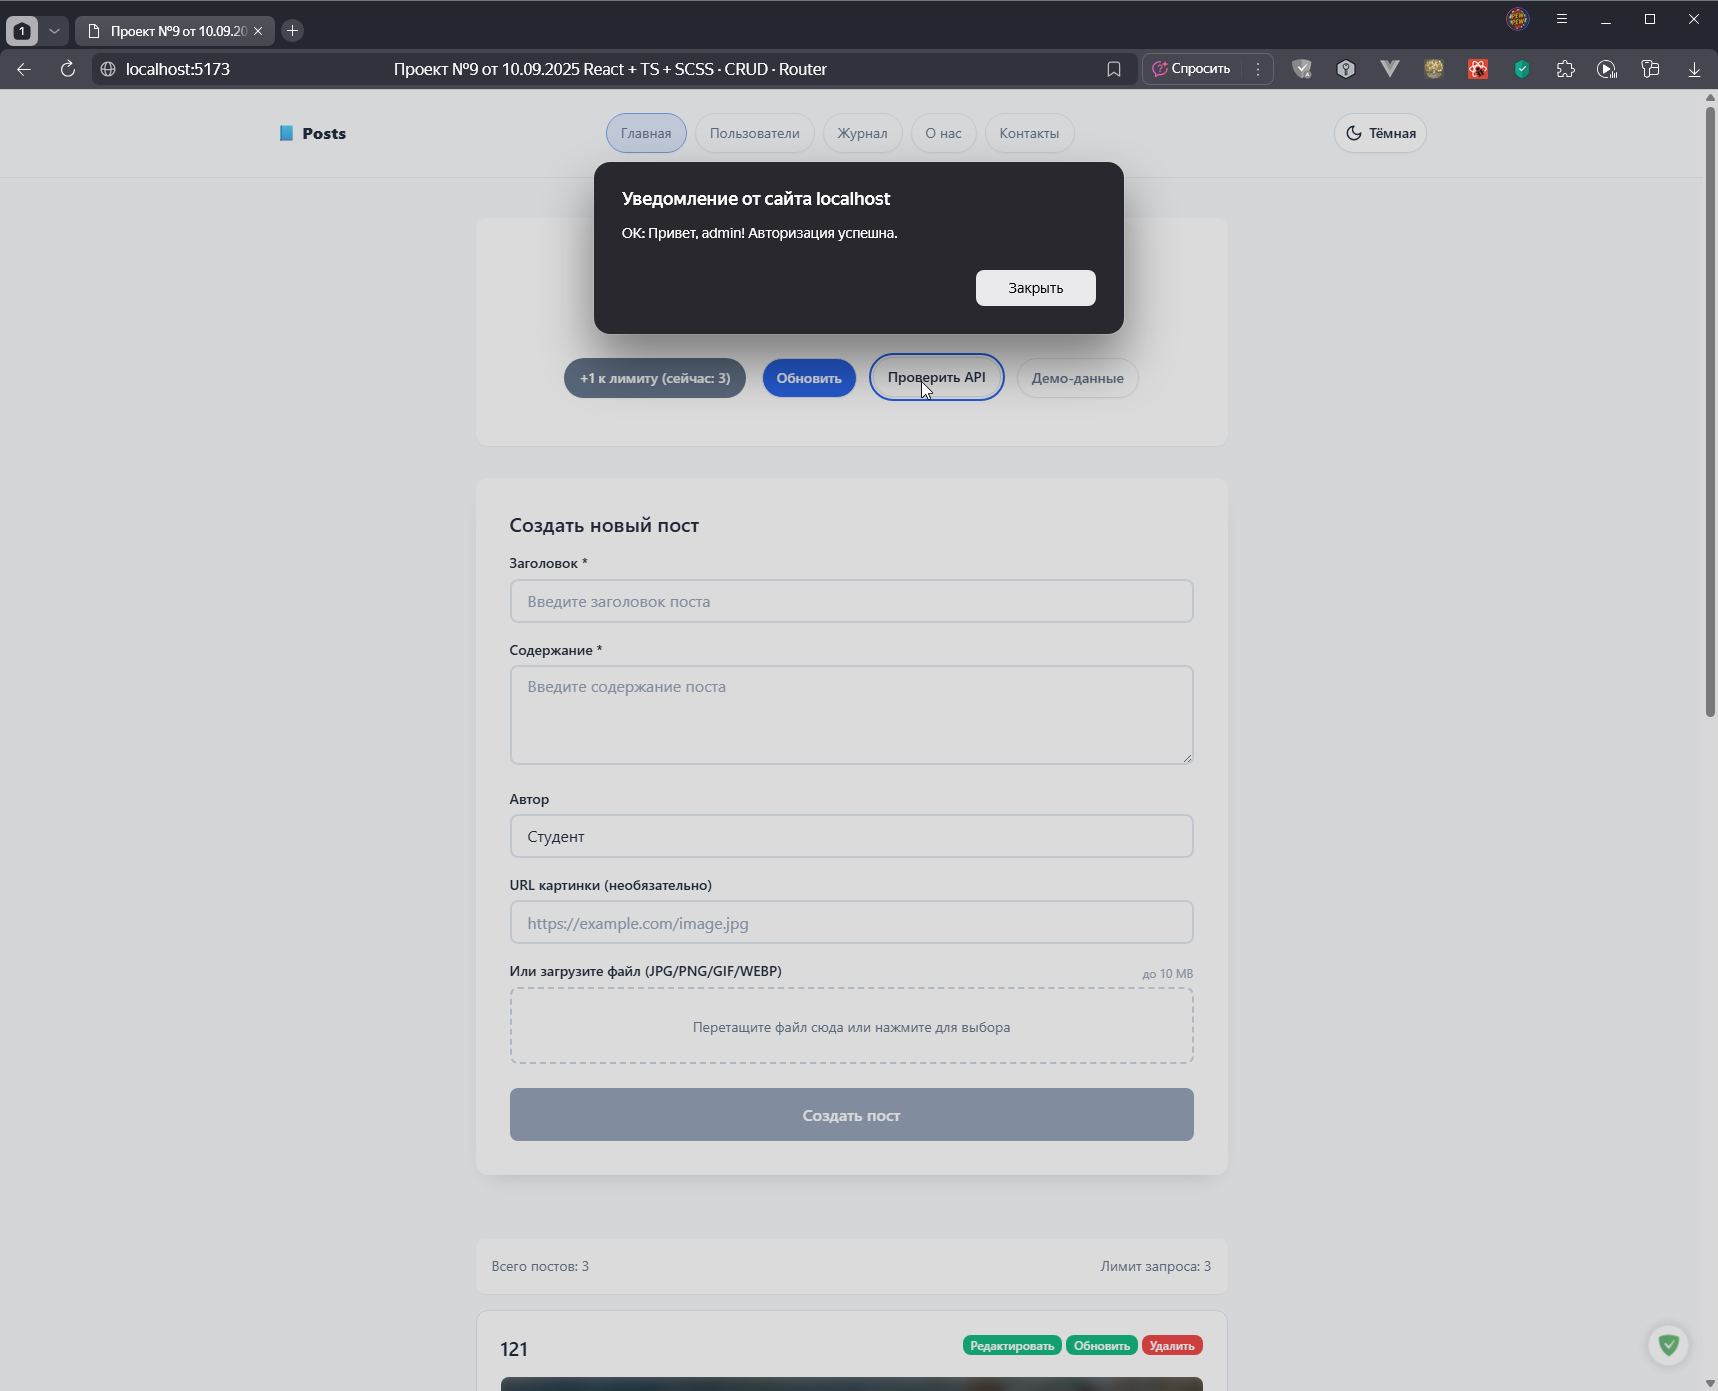 1
Проект №9 от 10.09.20
localhost:5173
Проект №9 от 10.09.2025 React + TS + SCSS · CRUD · Router
Спросить
Posts
Главная
Пользователи
Журнал
О нас
Контакты
Тёмная
Уведомление от сайта localhost
OK: Привет, admin! Авторизация успешна.
Закрыть
+1 к лимиту (сейчас: 3)
Обновить
Проверить API
Демо-данные
Создать новый пост
Заголовок *
Введите заголовок поста
Содержание *
Введите содержание поста
Автор
Студент
URL картинки (необязательно)
https://example.com/image.jpg
Или загрузите файл (JPG/PNG/GIF/WEBP)
до 10 MB
Перетащите файл сюда или нажмите для выбора
Создать пост
Всего постов: 3
Лимит запроса: 3
121
Редактировать
Обновить
Удалить